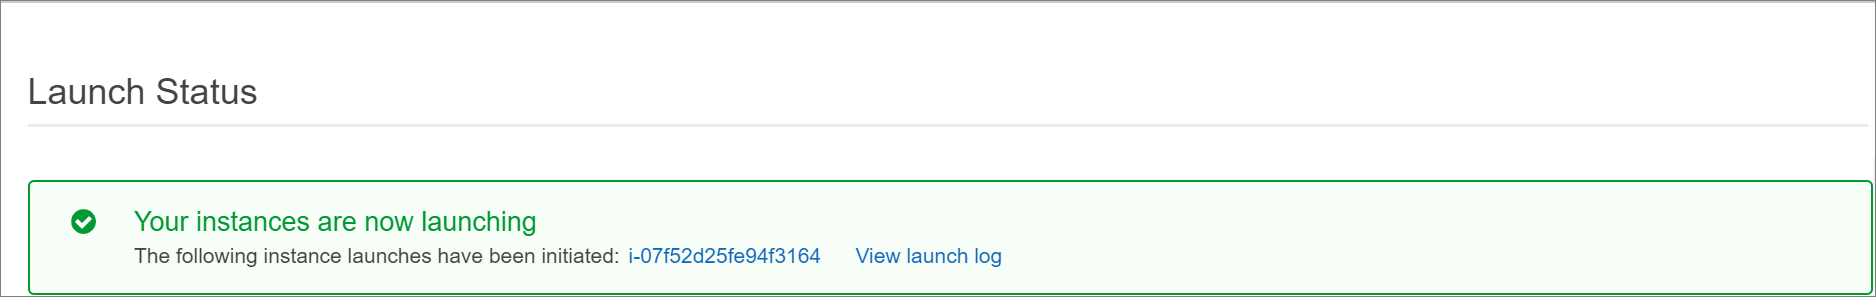 Launch Status
Your instances are now launching
The following instance launches have been initiated: i-07f52d25fe94f3164 View launch log